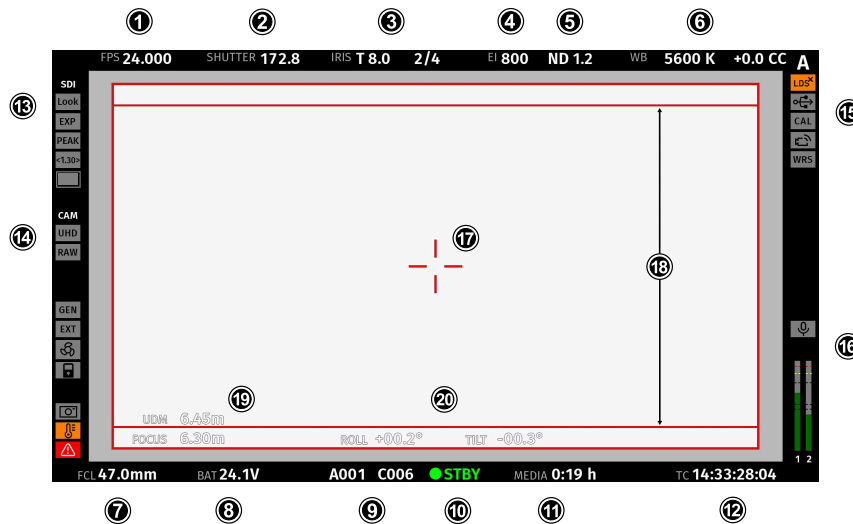 1 2 3 4 5 6
FPS 24.000 SHUTTER 172.8 IRIS T 8.0 2/4 EI 800 ND 1.2 WB 5600 K +0.0 CC A
SDI LDS×
13 Look 15
EXP CAL
PEAK
<1.30> WRS
CAM
14 UHD 17
RAW 18
GEN
EXT
16
19 20
UDM 6.45m
FOCUS 6.30m ROLL +00.2° TILT -00.3°
1 2
FCL 47.0mm BAT 24.1V A001 C006 STBY MEDIA 0:19 h TC 14:33:28:04
7 8 9 10 11 12